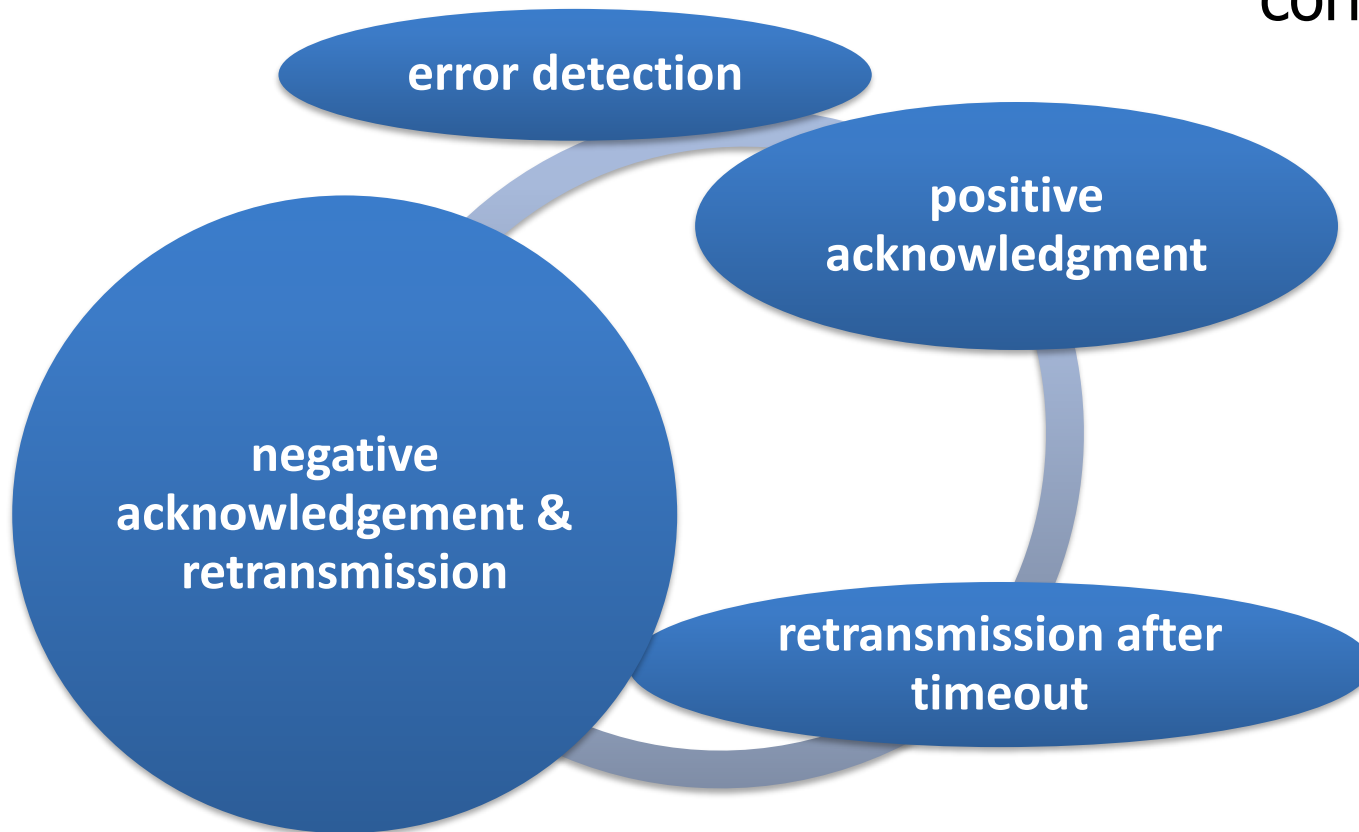 error detection
positive
acknowledgment
negative
acknowledgement &
retransmission
retransmission after
timeout